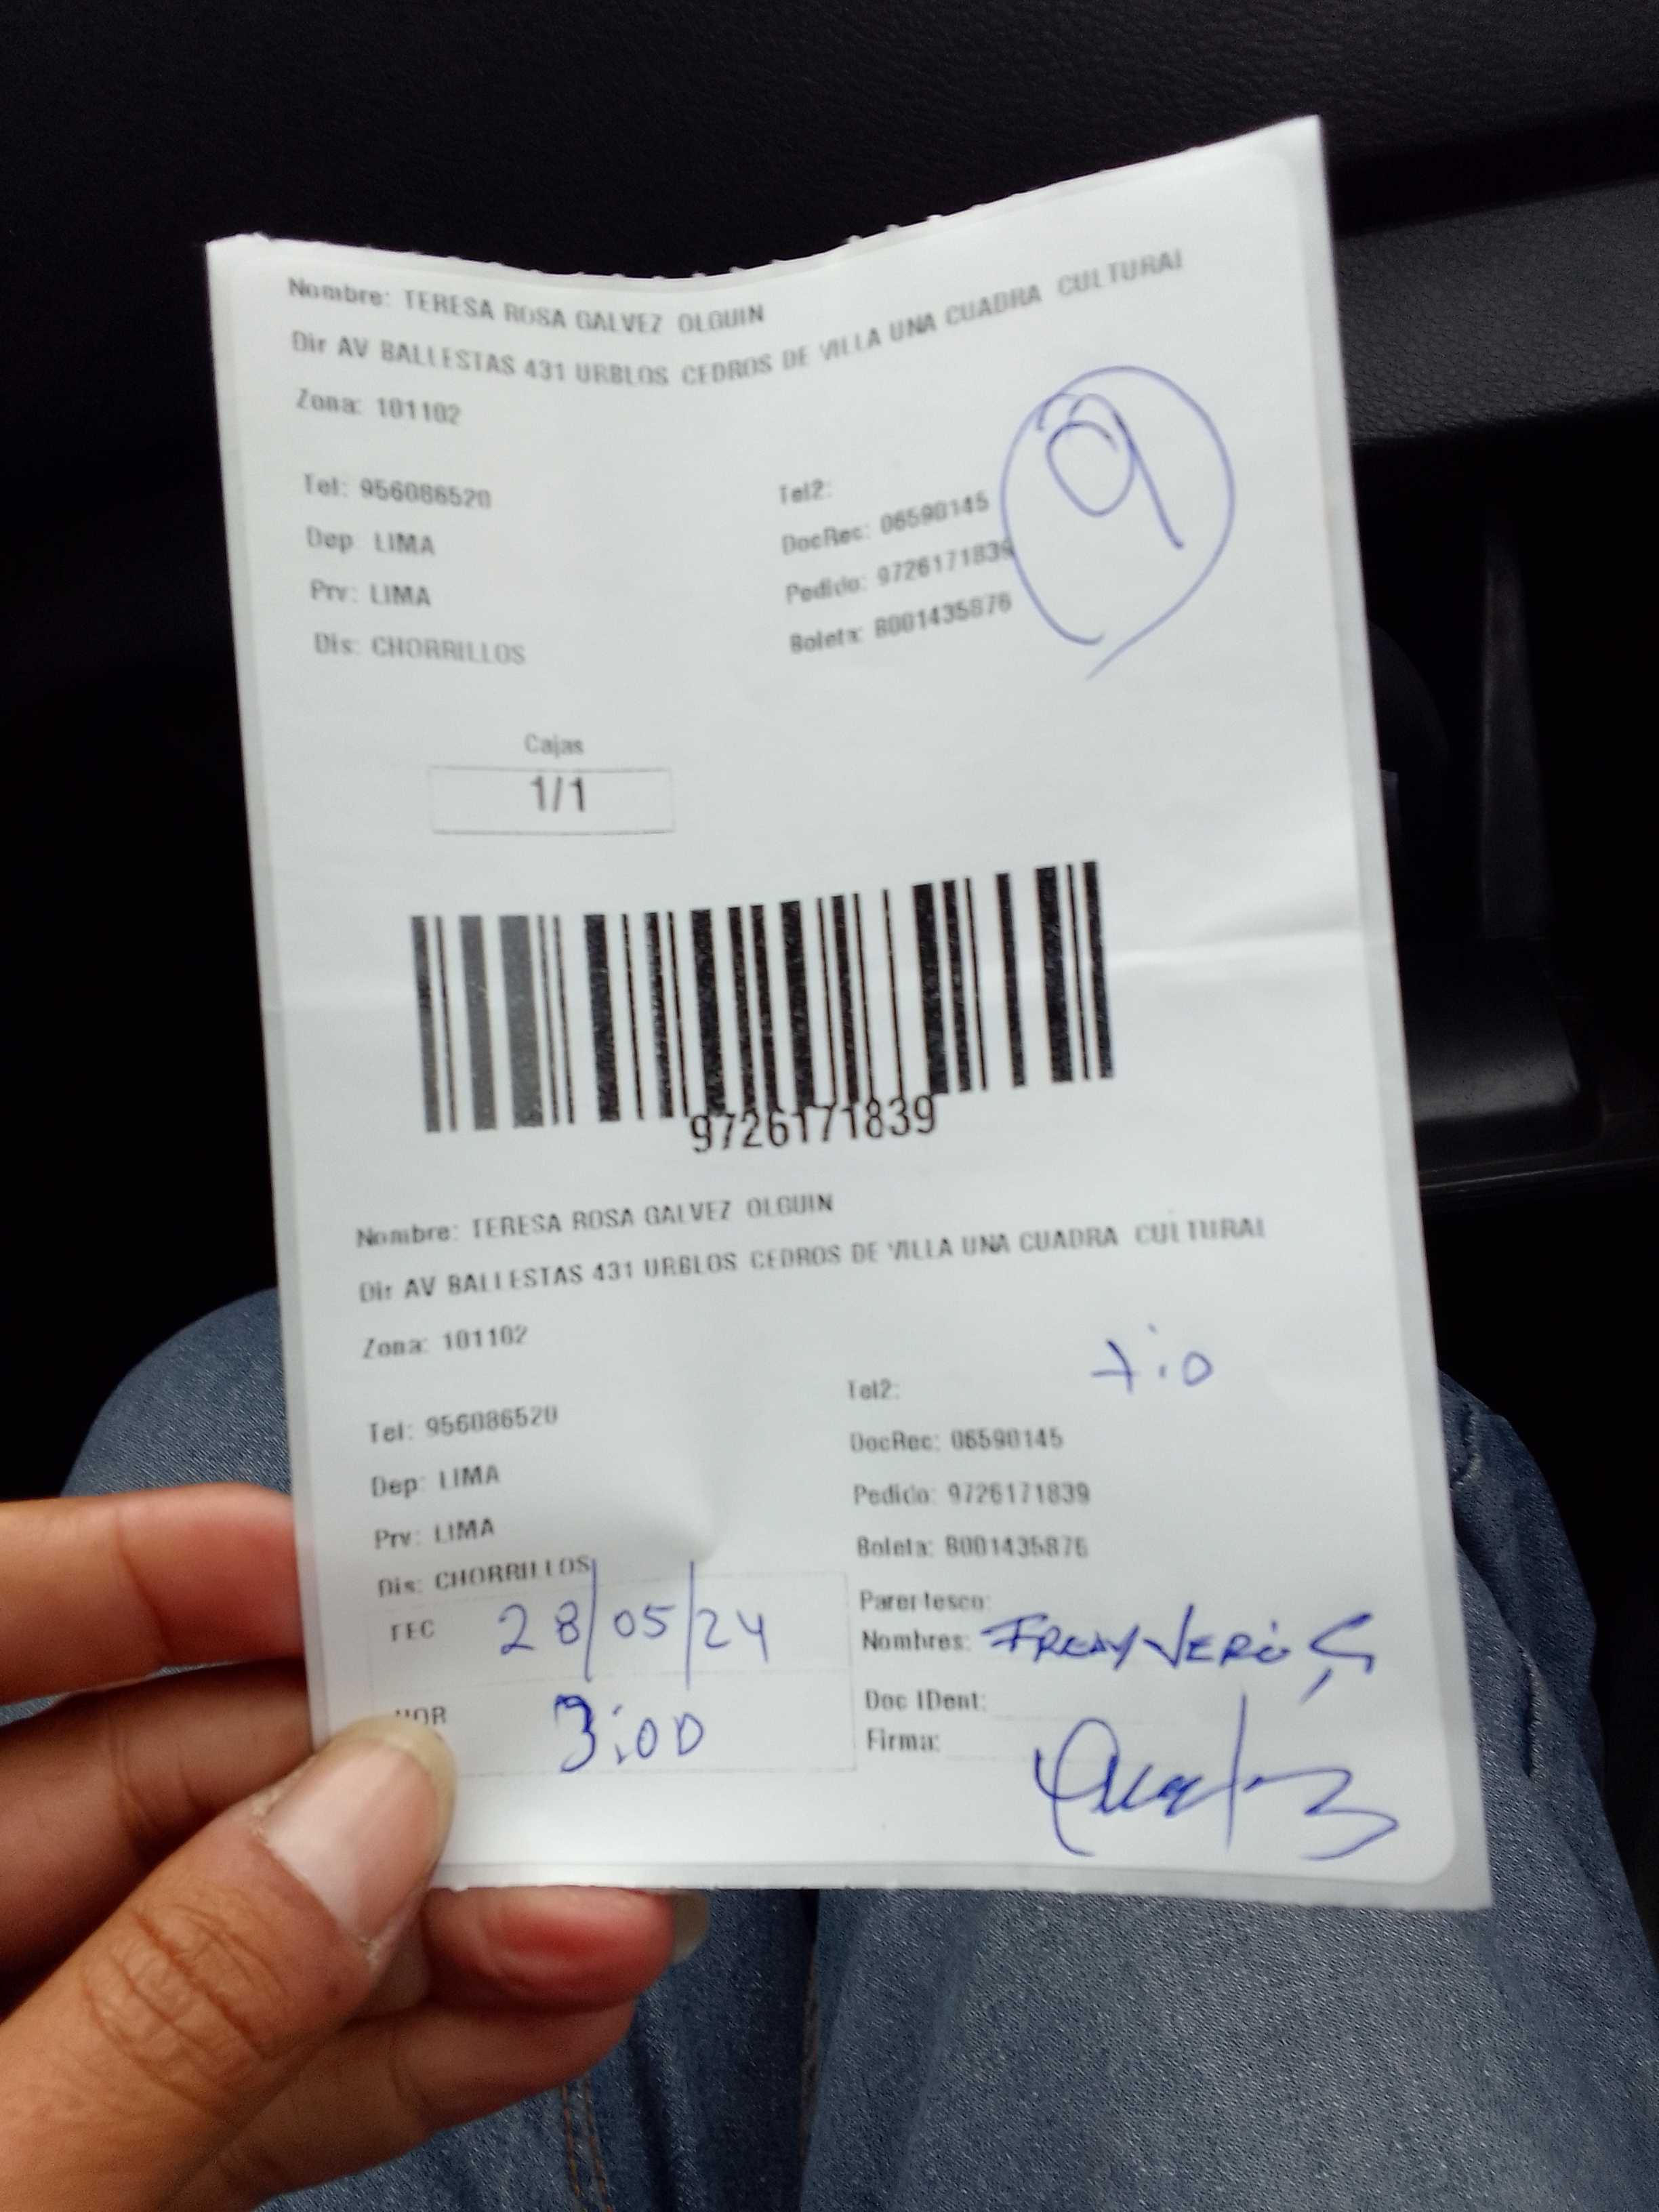 Nombre: TERESA ROSA GALVEZ OLGUIN
Dir AV BALLESTAS 431 URBLOS CEDROS DE VILLA UNA CUADRA CULTURAL
Zona: 101102
9
Tel: 956086520 Tel2:
Dep: LIMA DocRec: 06590145
Prv: LIMA Pedido: 9726171839
Dis: CHORRILLOS Boleta: B001435876
Cajas
1/1
9726171839
Nombre: TERESA ROSA GALVEZ OLGUIN
Dir AV BALLESTAS 431 URBLOS CEDROS DE VILLA UNA CUADRA CULTURAL
Zona: 101102
tio
Tel: 956086520 Tel2:
Dep: LIMA DocRec: 06590145
Prv: LIMA Pedido: 9726171839
Dis: CHORRILLOS Boleta: B001435876
Parentesco:
FEC 28/05/24 Nombres:
HOR 3:00 Doc IDent:
Firma: